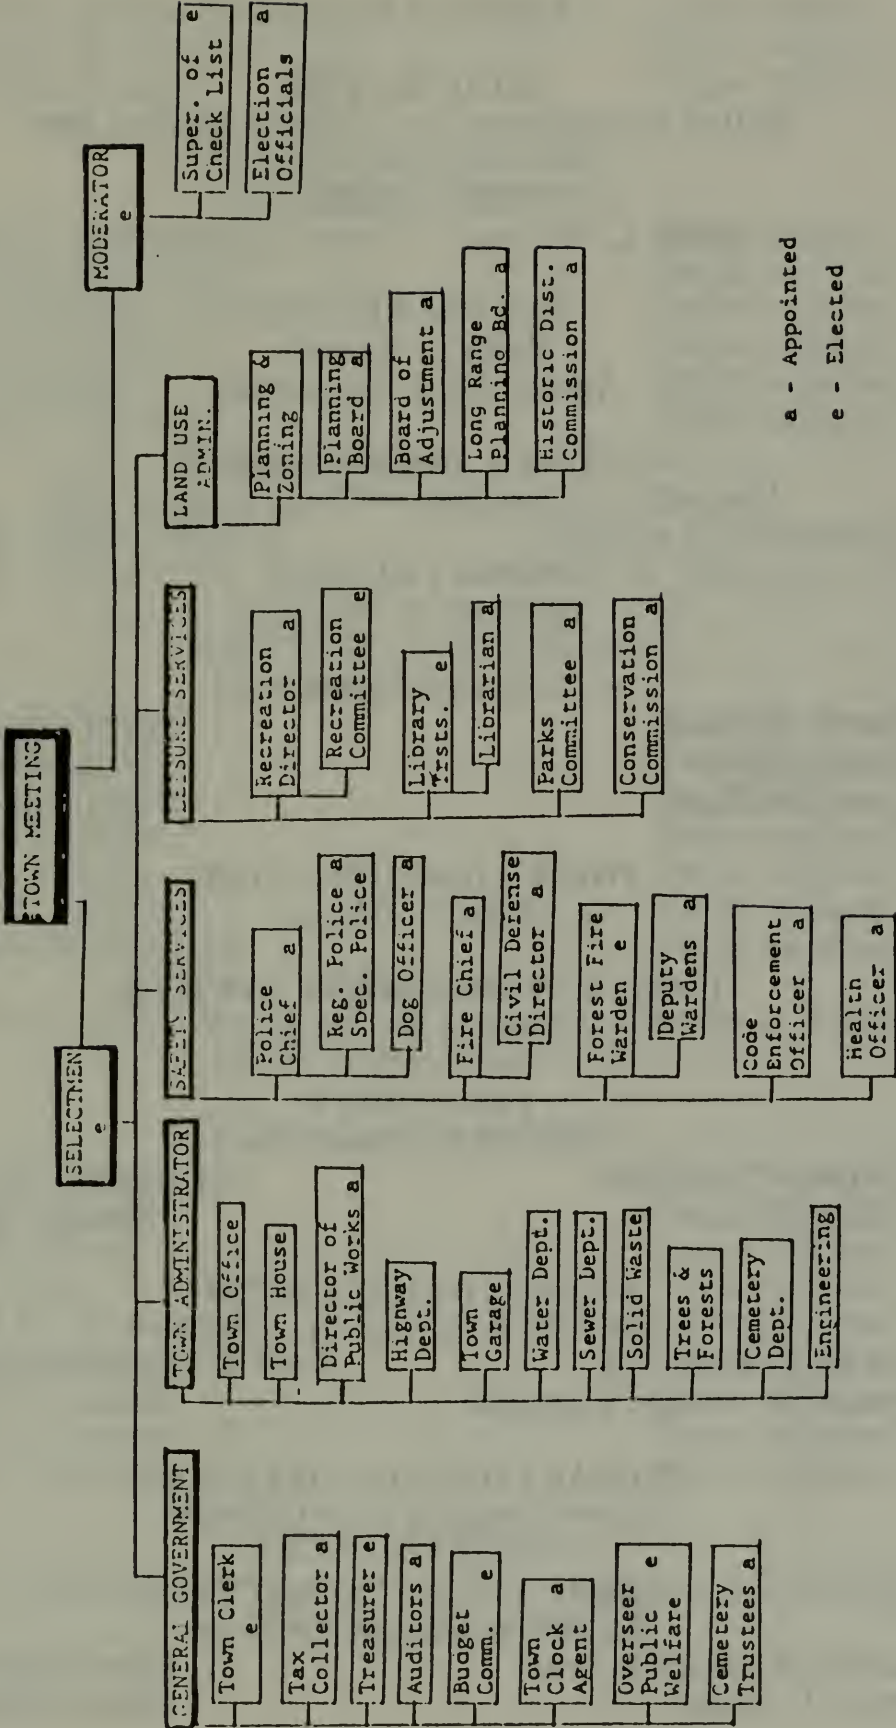 TOWN MEETING
SELECTMEN
e
MODERATOR
e
Super. of e
Check List
Election a
Officials
GENERAL GOVERNMENT
Town Clerk
e
Tax
Collector a
Treasurer e
Auditors a
Budget
Comm. e
Town
Clock a
Agent
Overseer
Public e
Welfare
Cemetery
Trustees a
TOWN ADMINISTRATOR
Town Office
Town House
Director of
Public Works a
Highway
Dept.
Town
Garage
Water Dept.
Sewer Dept.
Solid Waste
Trees &
Forests
Cemetery
Dept.
Engineering
SAFETY SERVICES
Police
Chief a
Reg. Police a
Spec. Police
Dog Officer a
Fire Chief a
Civil Defense
Director a
Forest Fire
Warden e
Deputy
Wardens a
Code
Enforcement
Officer a
Health
Officer a
LEISURE SERVICES
Recreation
Director a
Recreation
Committee e
Library
Trsts. e
Librarian a
Parks
Committee a
Conservation
Commission a
LAND USE
ADMIN.
Planning &
Zoning
Planning
Board a
Board of
Adjustment a
Long Range
Planning Bd. a
Historic Dist.
Commission a
a - Appointed
e - Elected